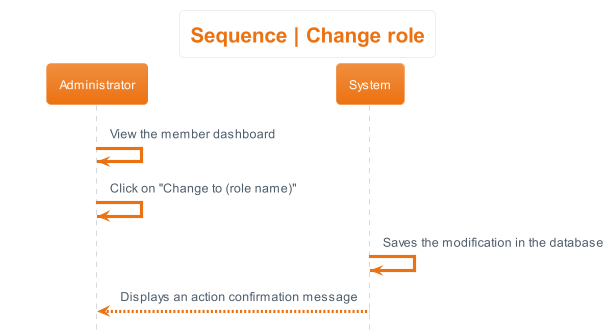 Sequence | Change role
Administrator
System
View the member dashboard
Click on "Change to (role name)"
Saves the modification in the database
Displays an action confirmation message